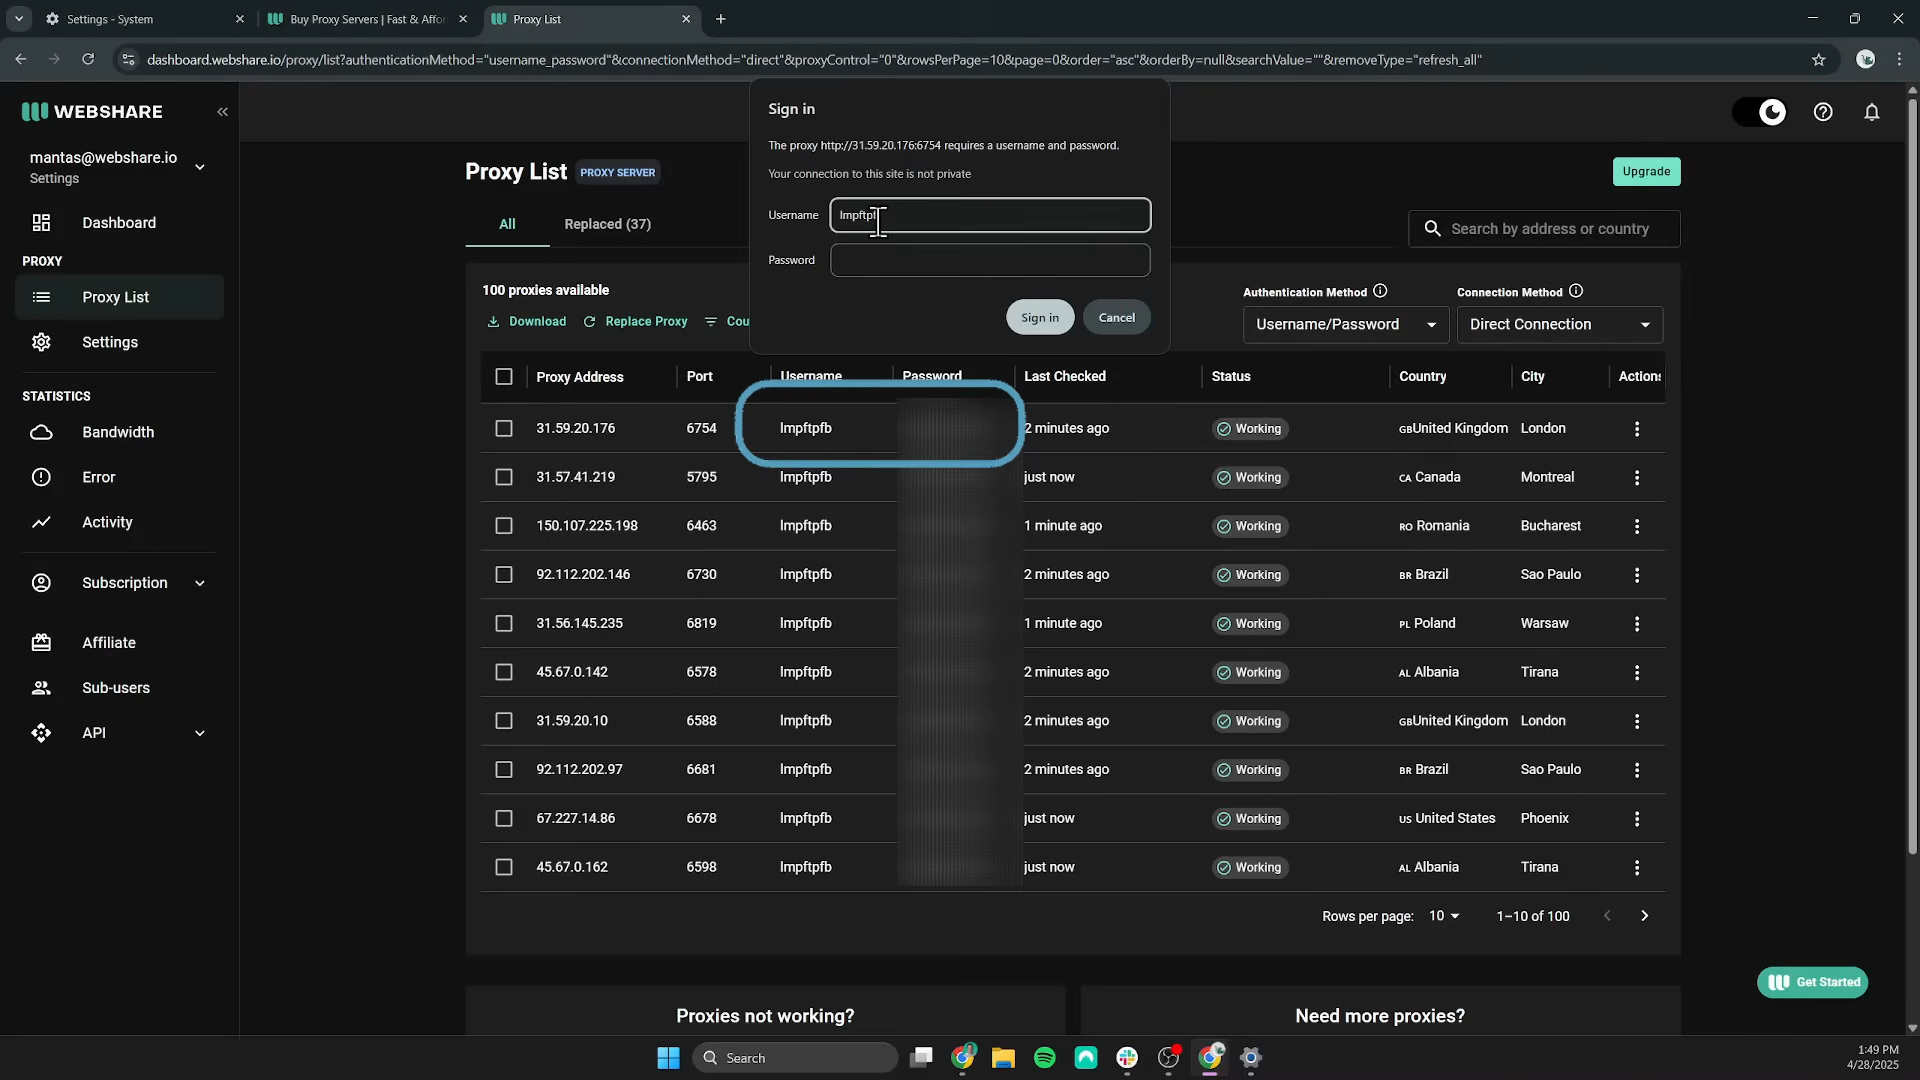 Settings - System
Buy Proxy Servers | Fast & Affor
Proxy List
dashboard.webshare.io/proxy/list?authenticationMethod="username_password"&connectionMethod="direct"&proxyControl="0"&rowsPerPage=10&page=0&order="asc"&orderBy=null&searchValue=""&removeType="refresh_all"
WEBSHARE
mantas@webshare.io
Settings
Dashboard
PROXY
Proxy List
Settings
STATISTICS
Bandwidth
Error
Activity
Subscription
Affiliate
Sub-users
API
Sign in
The proxy http://31.59.20.176:6754 requires a username and password.
Your connection to this site is not private
Username lmpftpf
Password
Sign in Cancel
Proxy List PROXY SERVER
Upgrade
All Replaced (37)
Search by address or country
100 proxies available
Download Replace Proxy Cou
Authentication Method Connection Method
Username/Password Direct Connection
Proxy Address Port Username Password Last Checked Status Country City Actions
31.59.20.176 6754 lmpftpfb 2 minutes ago Working GB United Kingdom London
31.57.41.219 5795 lmpftpfb just now Working CA Canada Montreal
150.107.225.198 6463 lmpftpfb 1 minute ago Working RO Romania Bucharest
92.112.202.146 6730 lmpftpfb 2 minutes ago Working BR Brazil Sao Paulo
31.56.145.235 6819 lmpftpfb 1 minute ago Working PL Poland Warsaw
45.67.0.142 6578 lmpftpfb 2 minutes ago Working AL Albania Tirana
31.59.20.10 6588 lmpftpfb 2 minutes ago Working GB United Kingdom London
92.112.202.97 6681 lmpftpfb 2 minutes ago Working BR Brazil Sao Paulo
67.227.14.86 6678 lmpftpfb just now Working US United States Phoenix
45.67.0.162 6598 lmpftpfb just now Working AL Albania Tirana
Rows per page: 10 1–10 of 100
Get Started
Proxies not working? Need more proxies?
Search
1:49 PM
4/28/2025